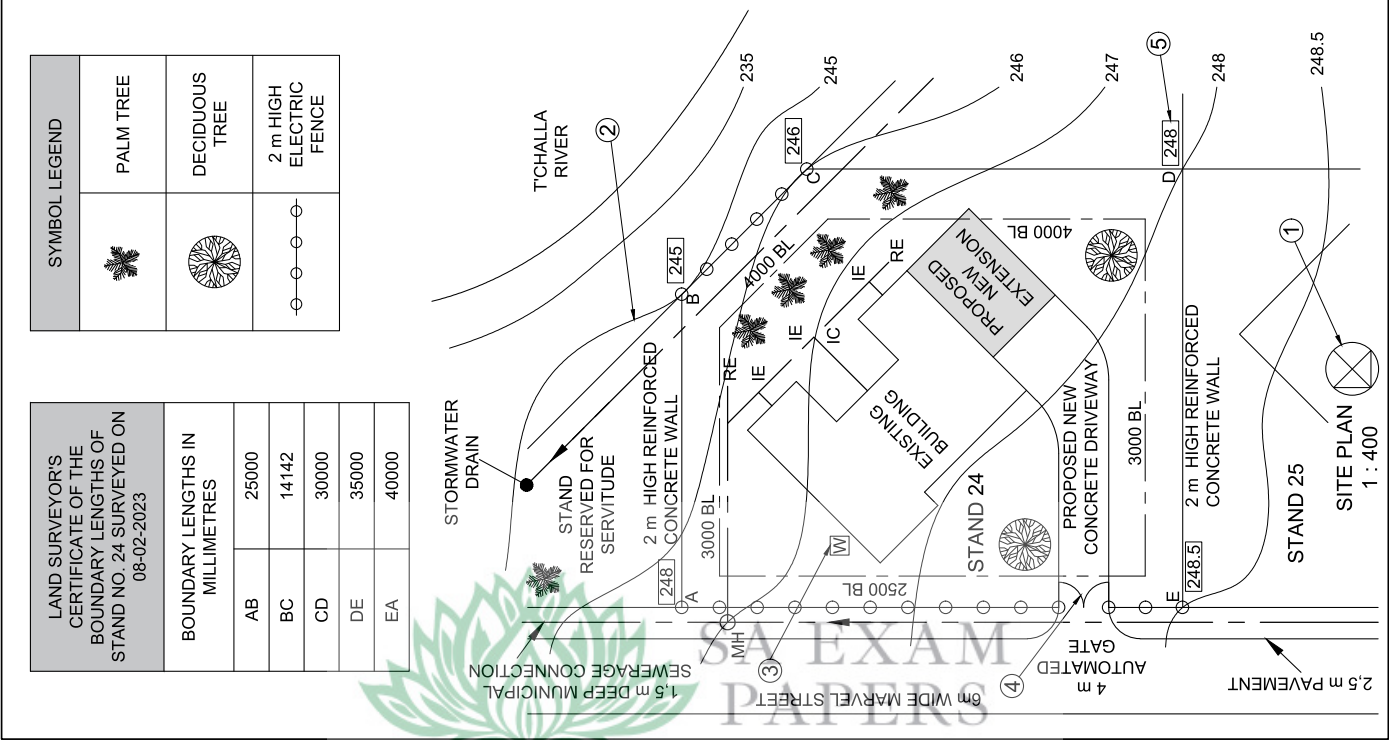 LAND SURVEYOR'S
CERTIFICATE OF THE
BOUNDARY LENGTHS OF
STAND NO. 24 SURVEYED ON
08-02-2023
BOUNDARY LENGTHS IN
MILLIMETRES
AB 25000
BC 14142
CD 30000
DE 35000
EA 40000
SYMBOL LEGEND
PALM TREE
DECIDUOUS
TREE
2 m HIGH
ELECTRIC
FENCE
STORMWATER
DRAIN
STAND
RESERVED FOR
SERVITUDE
T'CHALLA
RIVER
2
235
245
246
247
248
248.5
5
2 m HIGH REINFORCED
CONCRETE WALL
245
B
246
C
248
A
3000 BL
4000 BL
RE
IE
IE
IC
IE
RE
EXISTING
BUILDING
PROPOSED
NEW
EXTENSION
4000 BL
248
D
W
2500 BL
STAND 24
PROPOSED NEW
CONCRETE DRIVEWAY
3000 BL
2 m HIGH REINFORCED
CONCRETE WALL
E
248.5
STAND 25
1
SITE PLAN
1 : 400
MH
1,5 m DEEP MUNICIPAL
SEWERAGE CONNECTION
3
6m WIDE MARVEL STREET
4
4 m
AUTOMATED
GATE
2,5 m PAVEMENT
SA EXAM
PAPERS